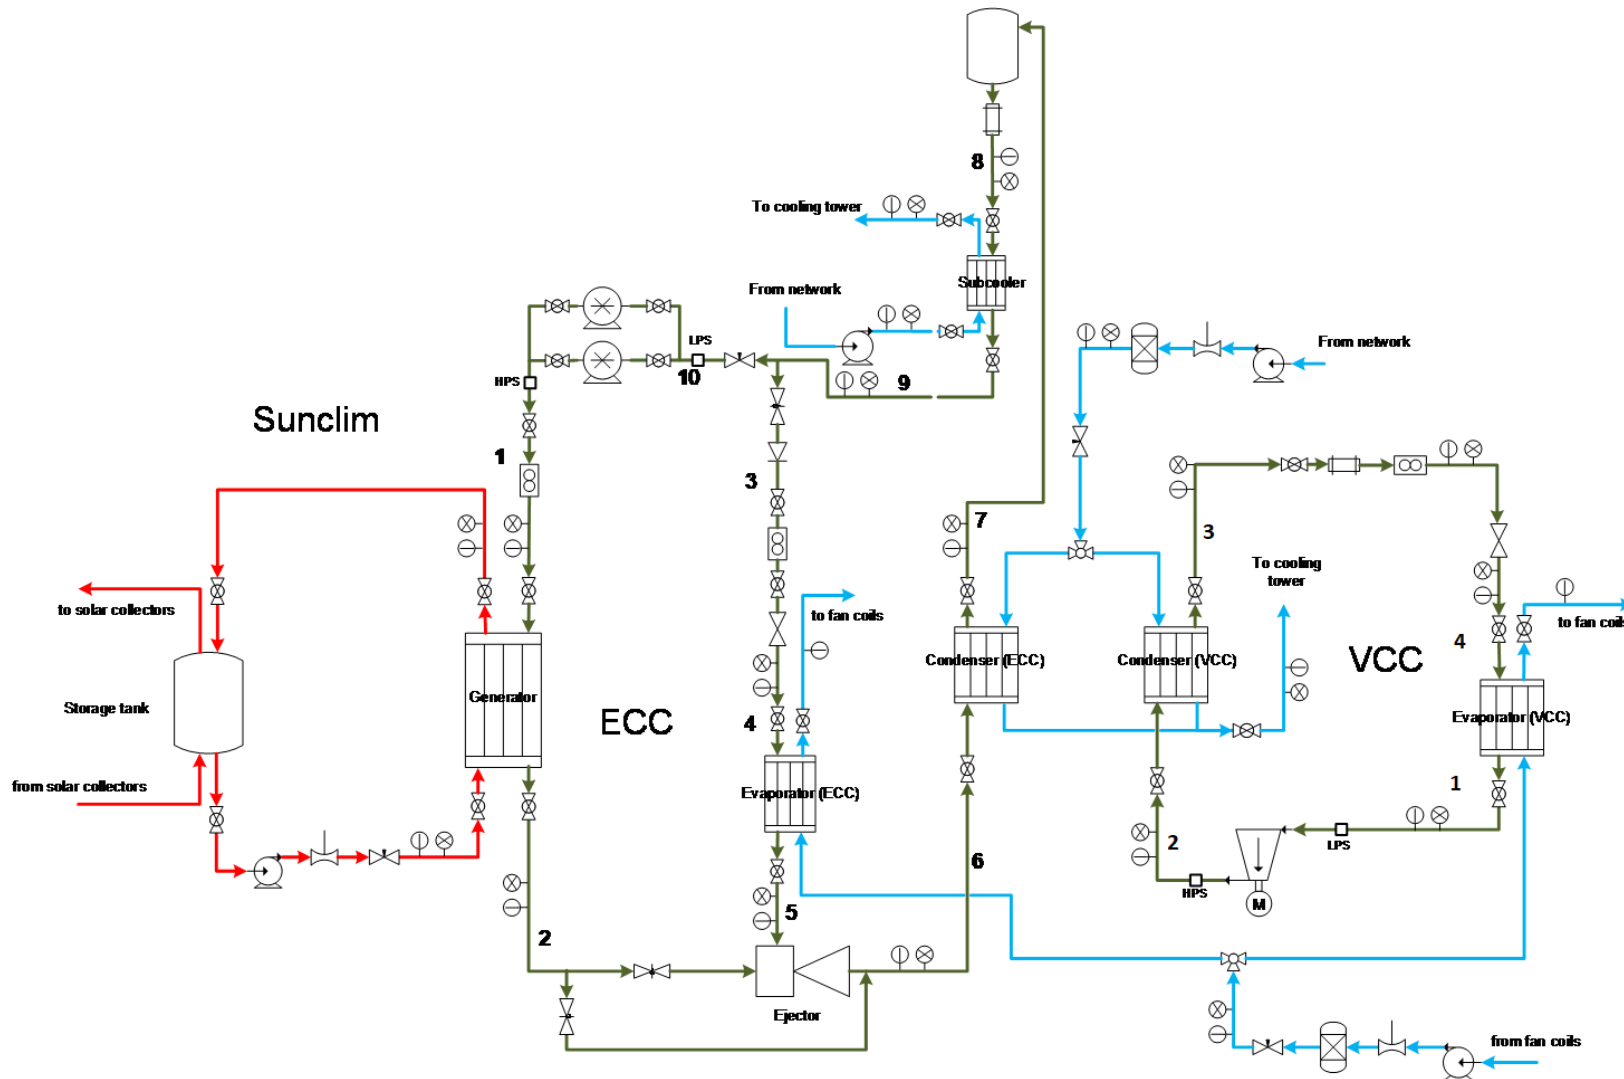 8
To cooling tower
Subcooler
From network
LPS
From network
HPS
10
9
Sunclim
1
3
7
3
To cooling
tower
to solar collectors
to fan coils
to fan coils
4
Condenser (ECC)
Condenser (VCC)
VCC
Generator
Storage tank
ECC
4
Evaporator (VCC)
from solar collectors
Evaporator (ECC)
1
2
LPS
6
HPS
M
5
2
Ejector
from fan coils